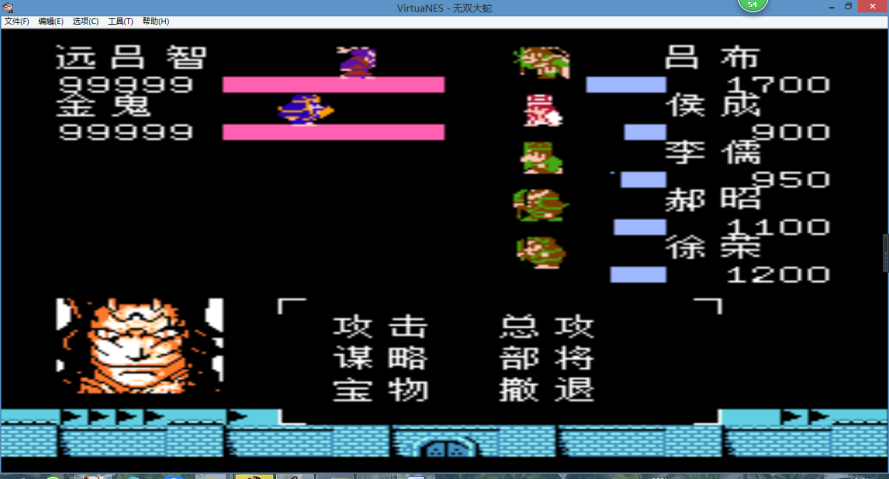 VirtuaNES - 无双大蛇
54
文件(F) 编辑(E) 选项(C) 工具(T) 帮助(H)
远吕智
99999
金鬼
99999
吕布
1700
侯成
900
李儒
950
郝昭
1100
徐荣
1200
攻击 总攻
谋略 部将
宝物 撤退